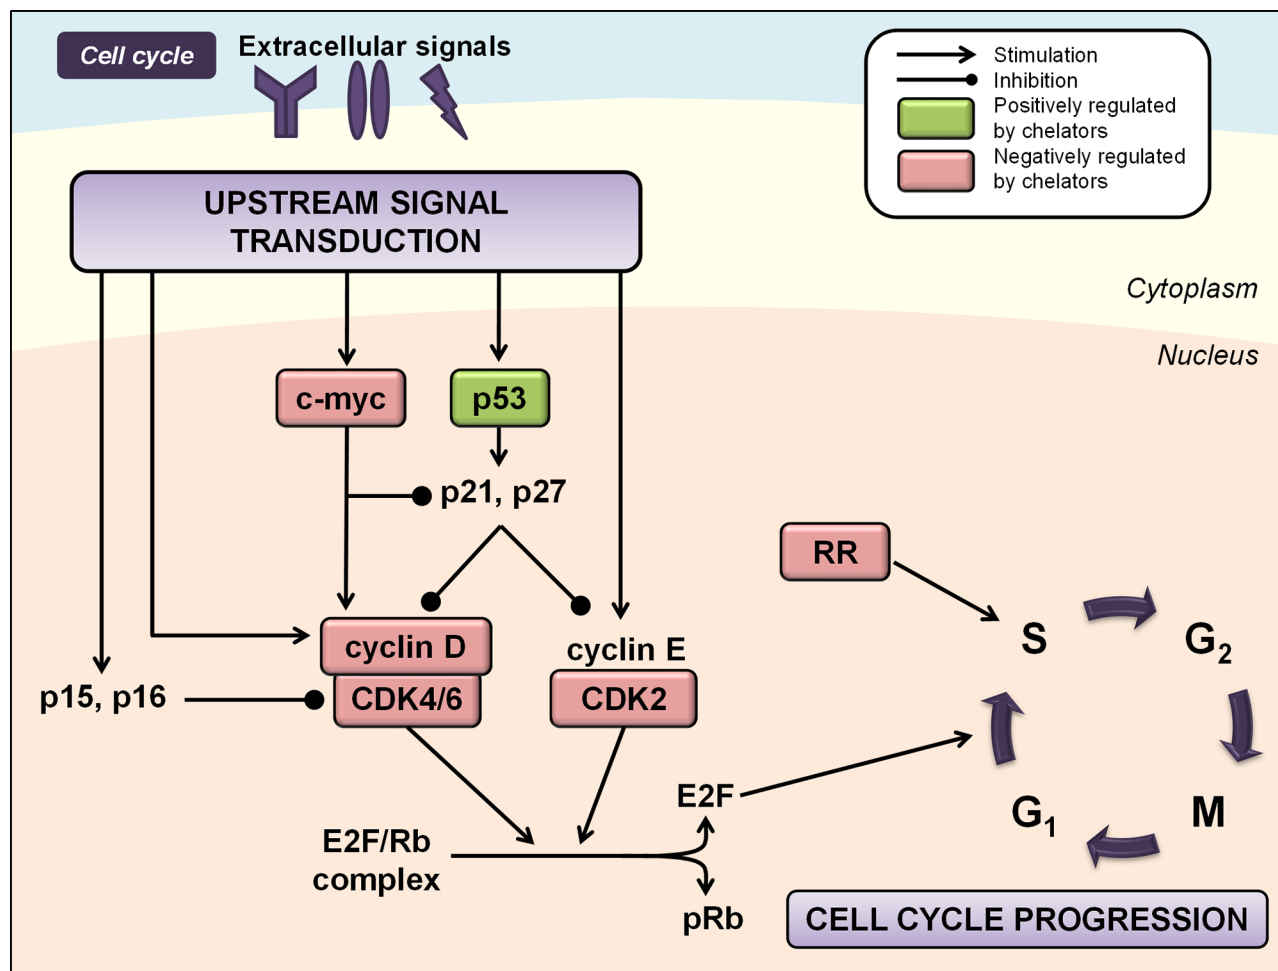 Cell cycle
Extracellular signals
Stimulation
Inhibition
Positively regulated
by chelators
Negatively regulated
by chelators
UPSTREAM SIGNAL
TRANSDUCTION
Cytoplasm
Nucleus
c-myc
p53
p21, p27
RR
cyclin D
cyclin E
S
G2
p15, p16
CDK4/6
CDK2
E2F
G1
M
E2F/Rb
complex
pRb
CELL CYCLE PROGRESSION